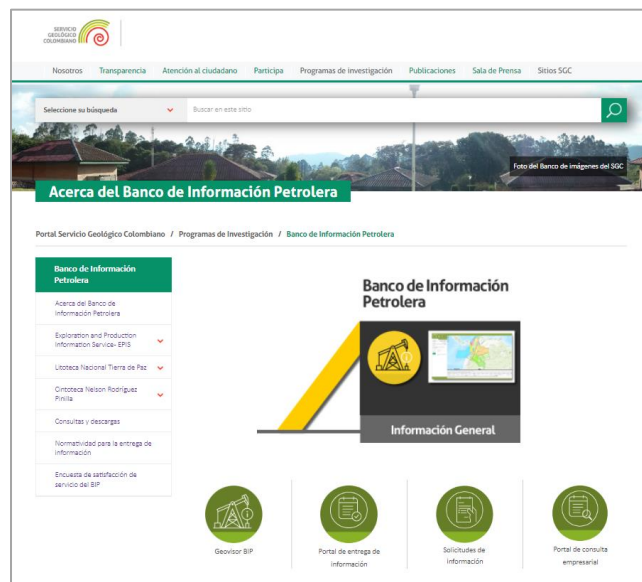 SERVICIO
GEOLÓGICO
COLOMBIANO
Nosotros Transparencia Atención al ciudadano Participa Programas de investigación Publicaciones Sala de Prensa Sitios SGC
Seleccione su búsqueda Buscar en este sitio
Foto del Banco de imágenes del SGC
Acerca del Banco de Información Petrolera
Portal Servicio Geológico Colombiano / Programas de Investigación / Banco de Información Petrolera
Banco de Información
Petrolera
Acerca del Banco de
Información Petrolera
Exploration and Production
Information Service- EPIS
Litoteca Nacional Tierra de Paz
Cintoteca Nelson Rodríguez
Pinilla
Consultas y descargas
Normatividad para la entrega de
información
Encuesta de satisfacción de
servicio del BIP
Banco de Información
Petrolera
Información General
Geovisor BIP
Portal de entrega de
información
Solicitudes de
información
Portal de consulta
empresarial